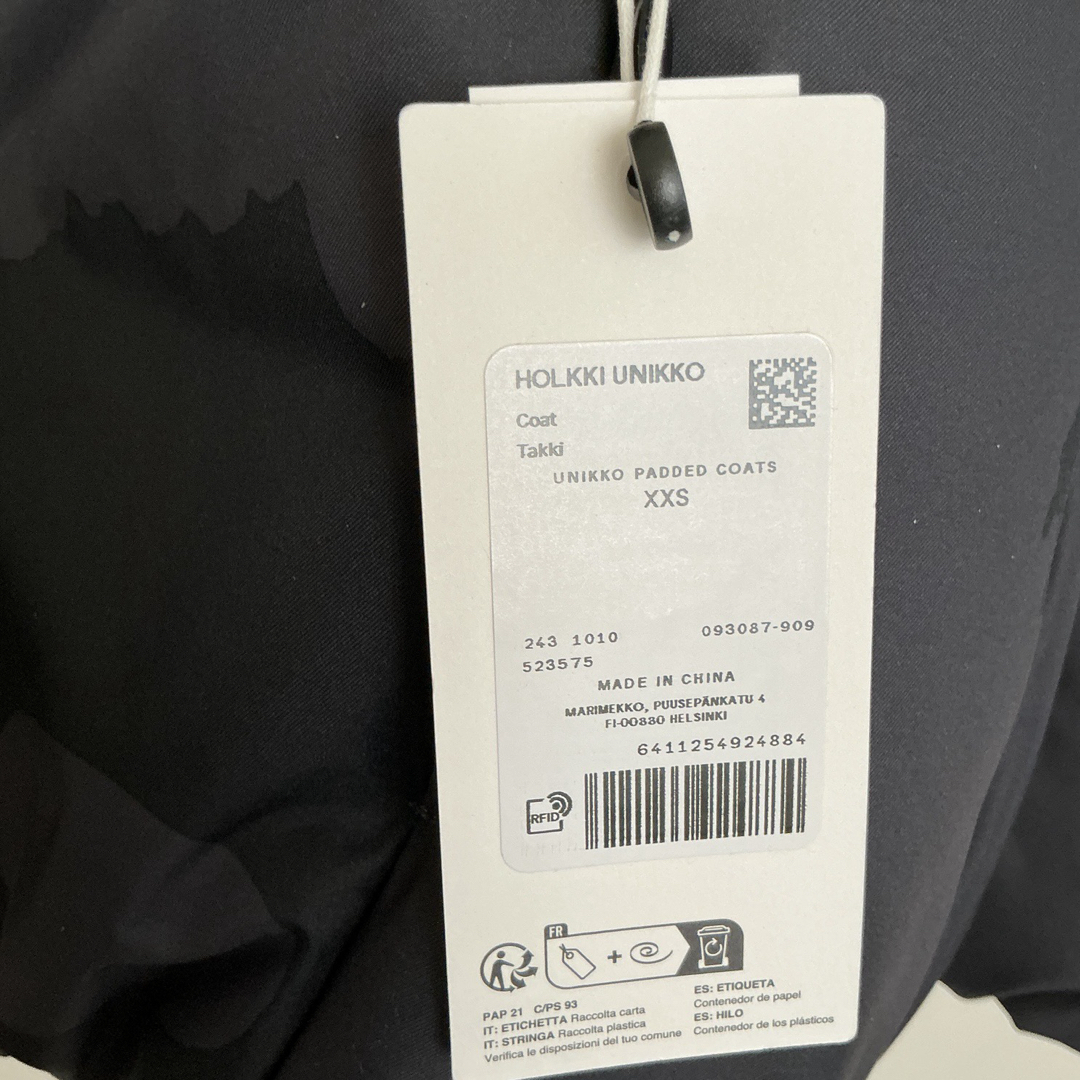 HOLKKI UNIKKO
Coat
Takki
UNIKKO PADDED COATS
XXS
243 1010 093087-909
523575
MADE IN CHINA
MARIMEKKO, PUUSEPÄNKATU 4
FI-00880 HELSINKI
6411254924884
RFID
FR
+
PAP 21 C/PS 93
IT: ETICHETTA Raccolta carta
IT: STRINGA Raccolta plastica
Verifica le disposizioni del tuo comune
ES: ETIQUETA
Contenedor de papel
ES: HILO
Contenedor de los plásticos